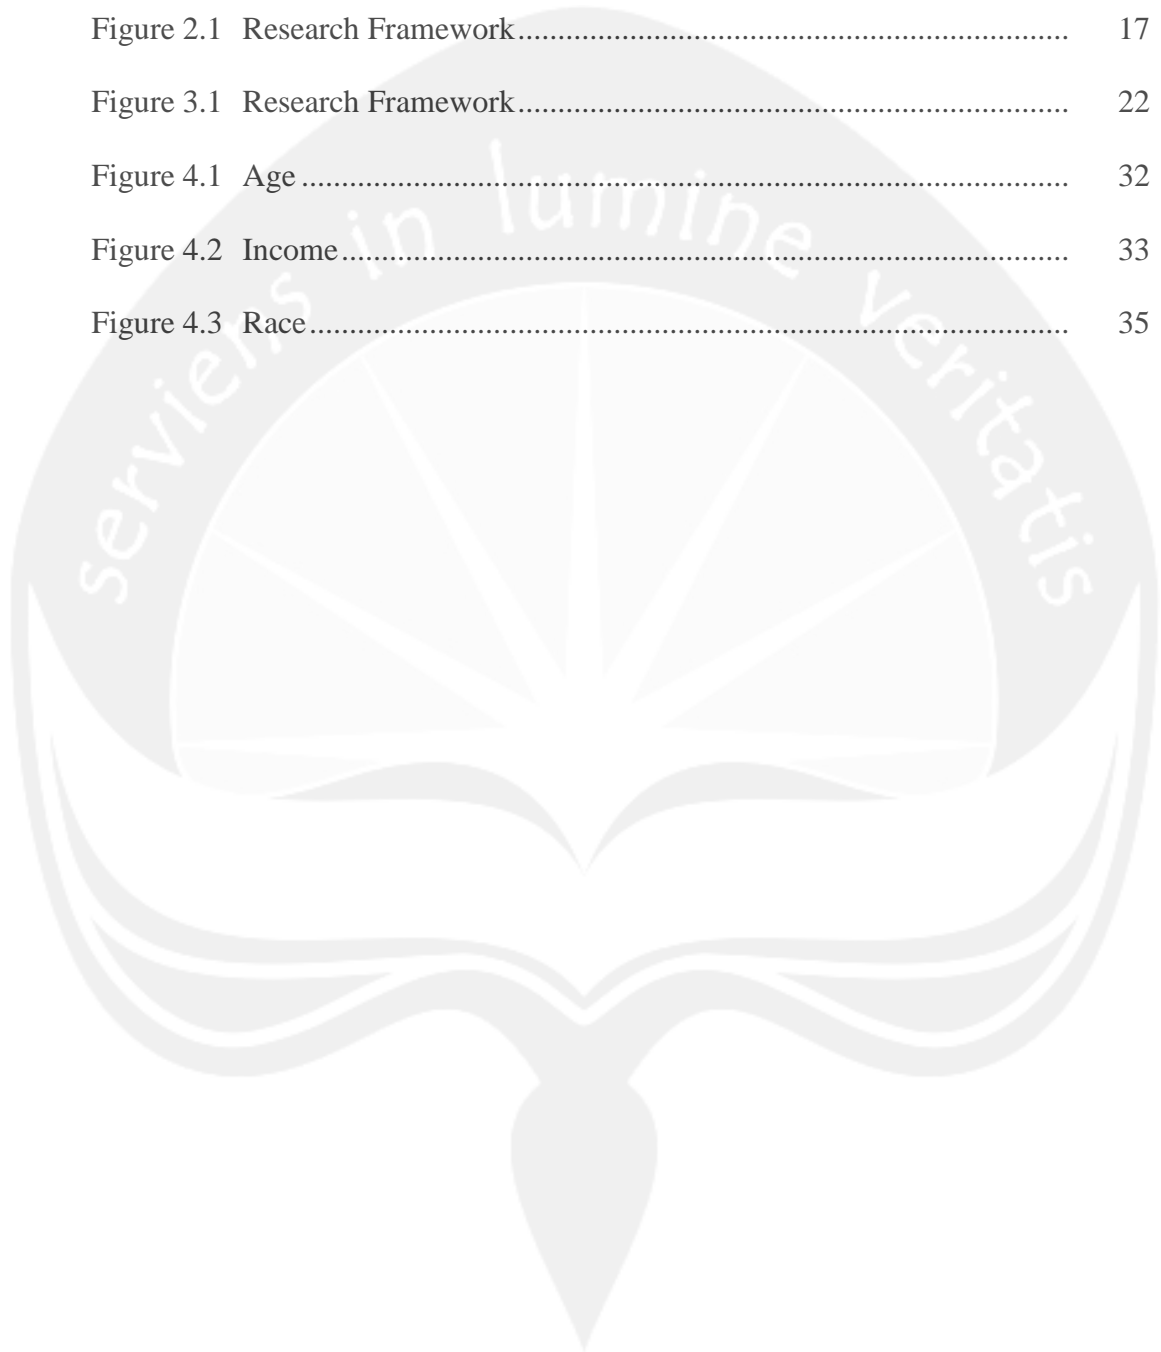 Figure 2.1 Research Framework..................................................................... 17
Figure 3.1 Research Framework..................................................................... 22
Figure 4.1 Age................................................................................................ 32
Figure 4.2 Income........................................................................................... 33
Figure 4.3 Race............................................................................................... 35
serviens in lumine veritatis